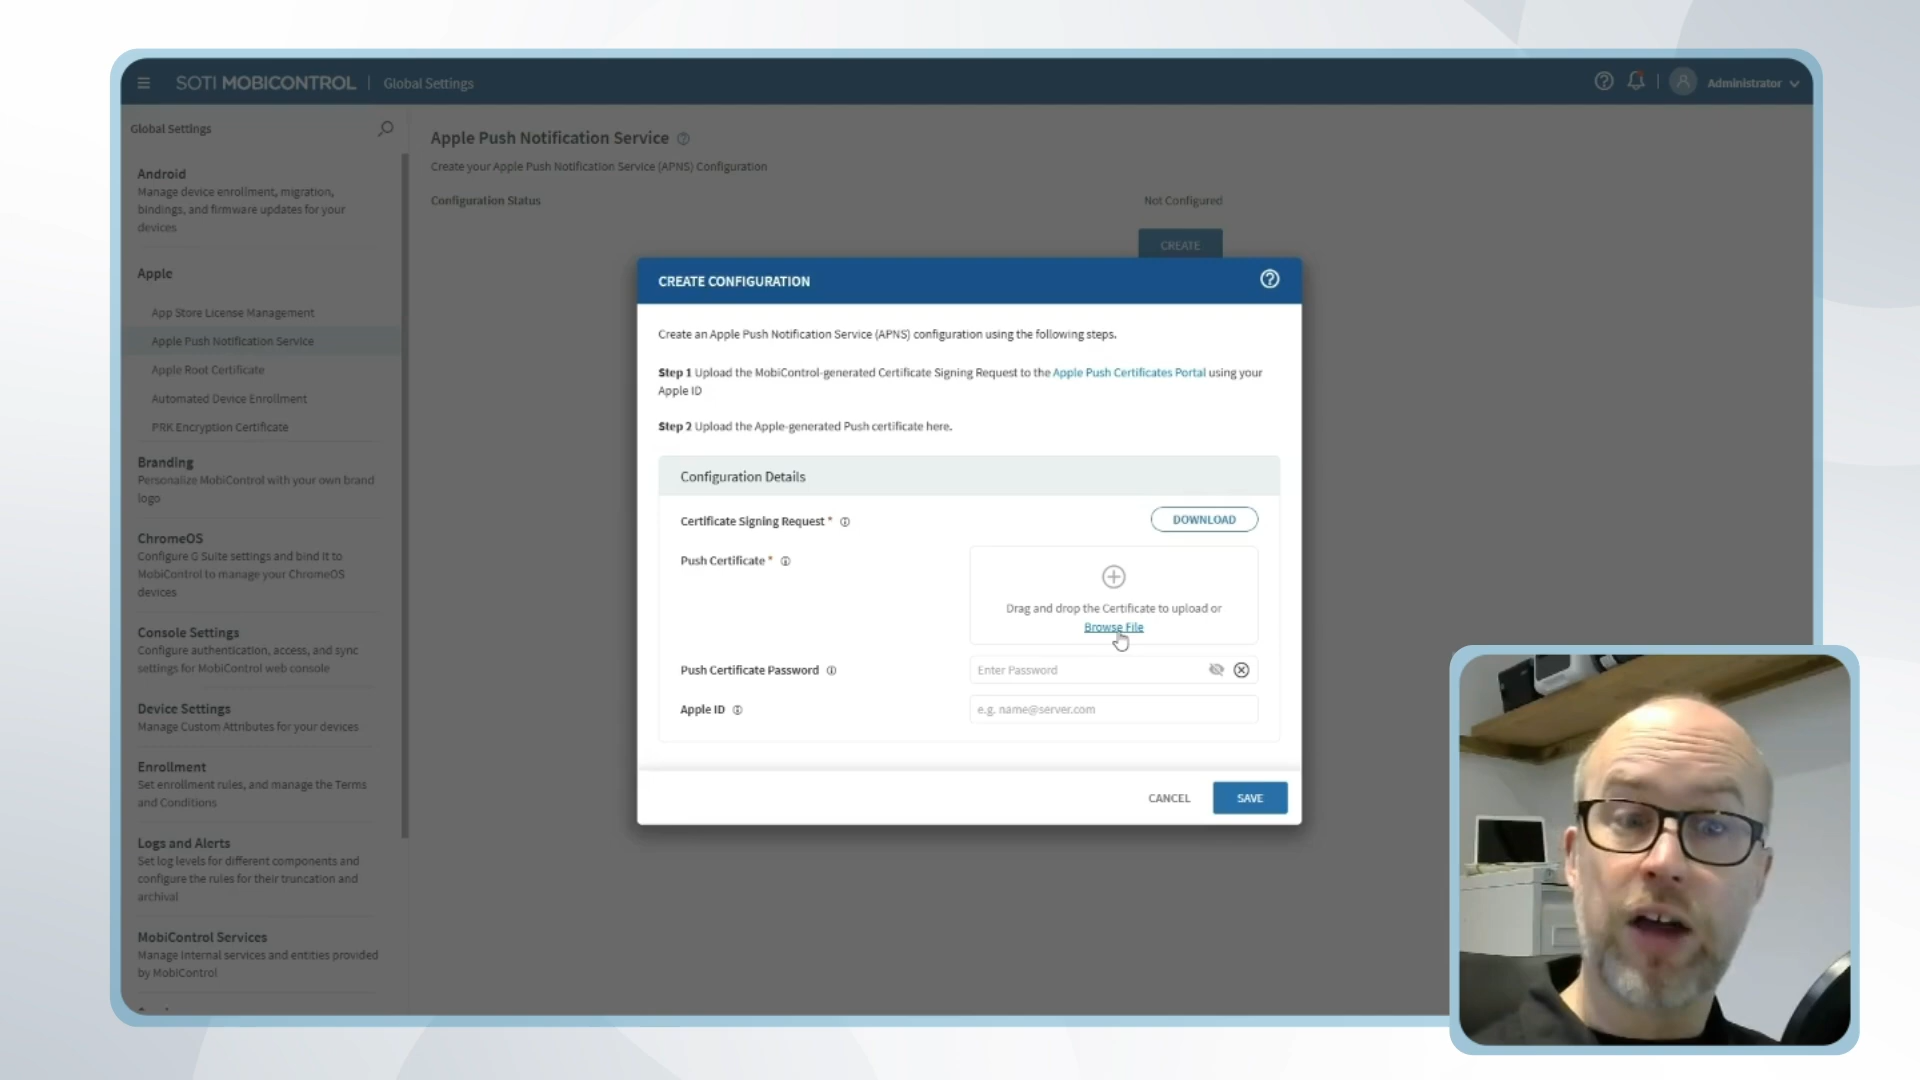 SOTI MOBICONTROL | Global Settings
Administrator
Global Settings
Android
Manage device enrollment, migration,
bindings, and firmware updates for your
devices
Apple
App Store License Management
Apple Push Notification Service
Apple Root Certificate
Automated Device Enrollment
PRK Encryption Certificate
Branding
Personalize MobiControl with your own brand
logo
ChromeOS
Configure G Suite settings and bind it to
MobiControl to manage your ChromeOS
devices
Console Settings
Configure authentication, access, and sync
settings for MobiControl web console
Device Settings
Manage Custom Attributes for your devices
Enrollment
Set enrollment rules, and manage the Terms
and Conditions
Logs and Alerts
Set log levels for different components and
configure the rules for their truncation and
archival
MobiControl Services
Manage internal services and entities provided
by MobiControl
Apple Push Notification Service
Create your Apple Push Notification Service (APNS) Configuration
Configuration Status
Not Configured
CREATE
CREATE CONFIGURATION
Create an Apple Push Notification Service (APNS) configuration using the following steps.
Step 1 Upload the MobiControl-generated Certificate Signing Request to the Apple Push Certificates Portal using your
Apple ID
Step 2 Upload the Apple-generated Push certificate here.
Configuration Details
Certificate Signing Request *
DOWNLOAD
Push Certificate *
Drag and drop the Certificate to upload or
Browse File
Push Certificate Password
Enter Password
Apple ID
e.g. name@server.com
CANCEL
SAVE